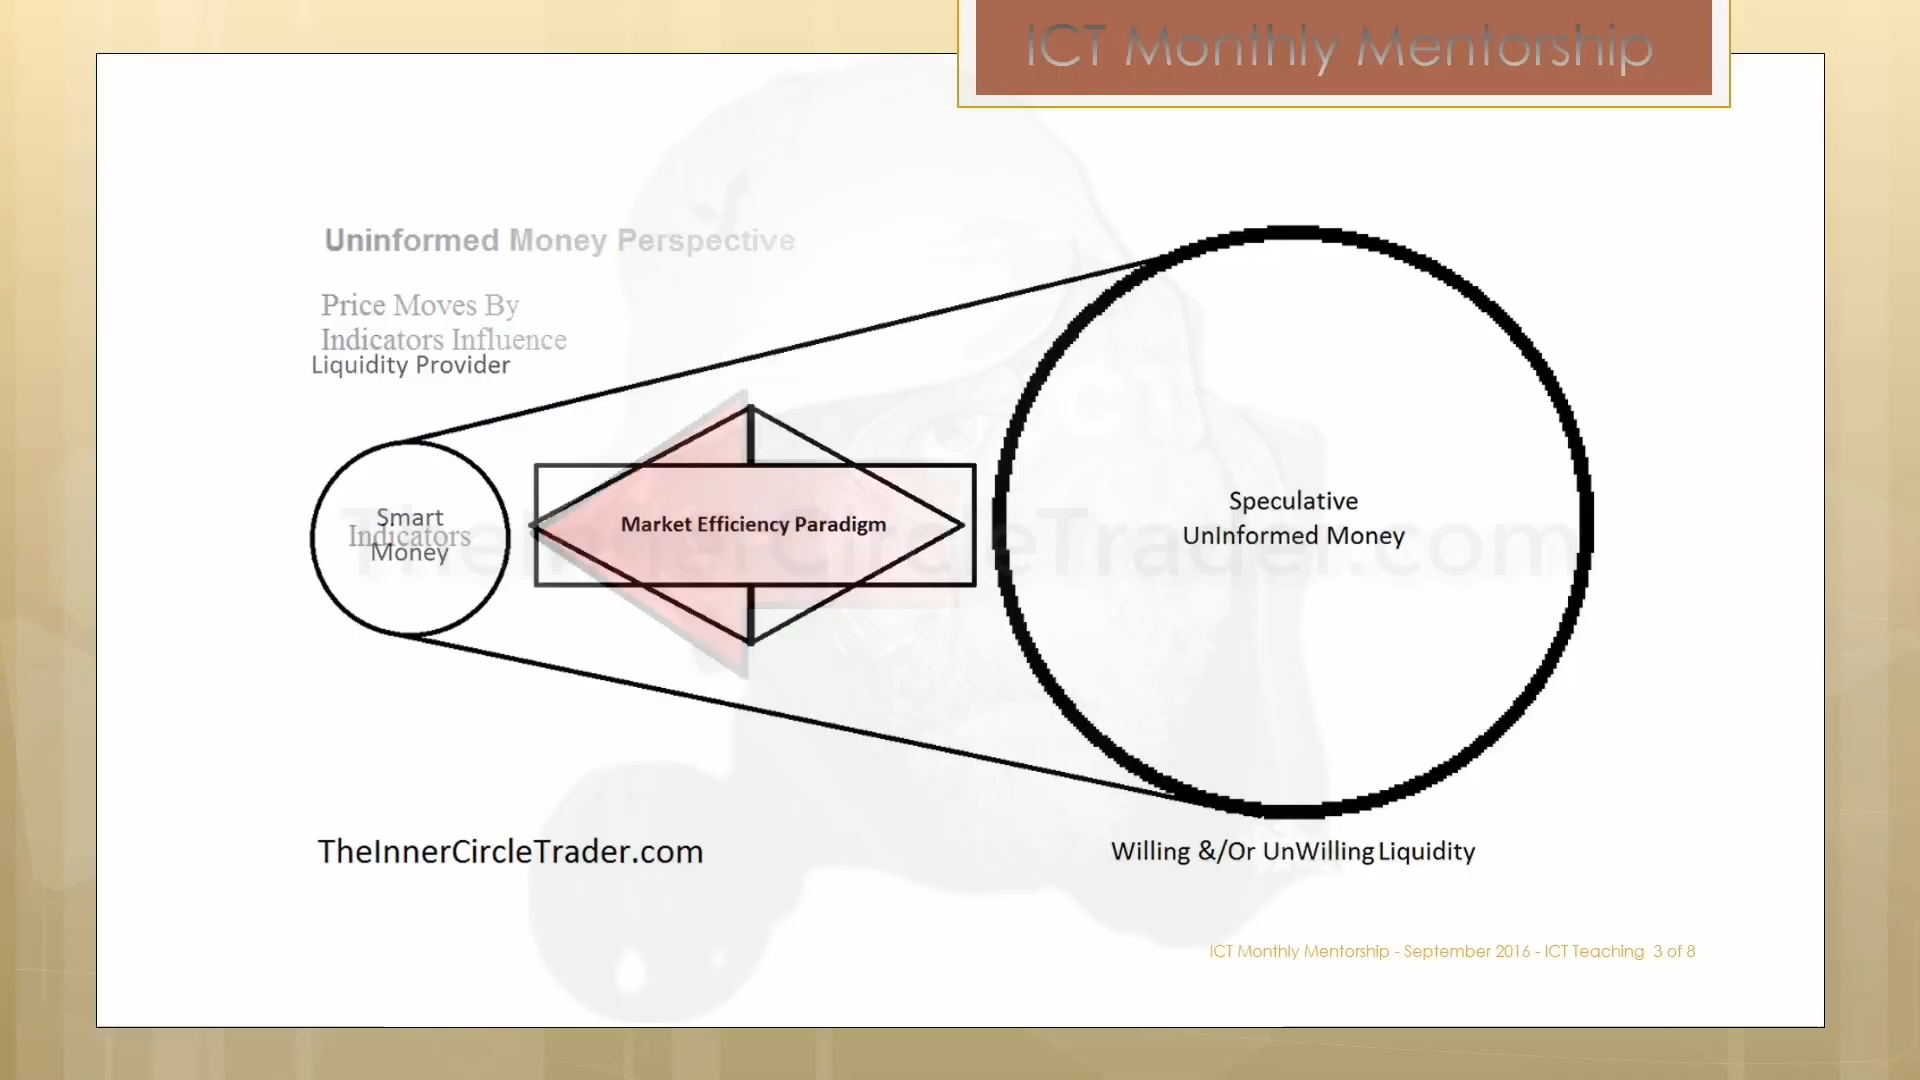 ICT Monthly Mentorship
Uninformed Money Perspective
Price Moves By
Indicators Influence
Liquidity Provider
Smart
Indicators
Money
Market Efficiency Paradigm
Speculative
UnInformed Money
TheInnerCircleTrader.com
TheInnerCircleTrader.com
Willing &/Or UnWilling Liquidity
ICT Monthly Mentorship - September 2016 - ICT Teaching 3 of 8